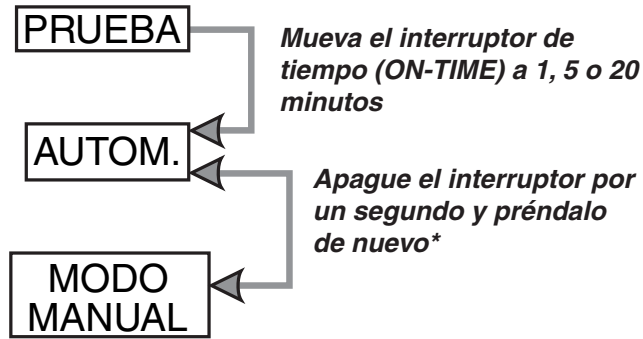 PRUEBA
Mueva el interruptor de
tiempo (ON-TIME) a 1, 5 o 20
minutos
AUTOM.
Apague el interruptor por
un segundo y préndalo
de nuevo*
MODO
MANUAL